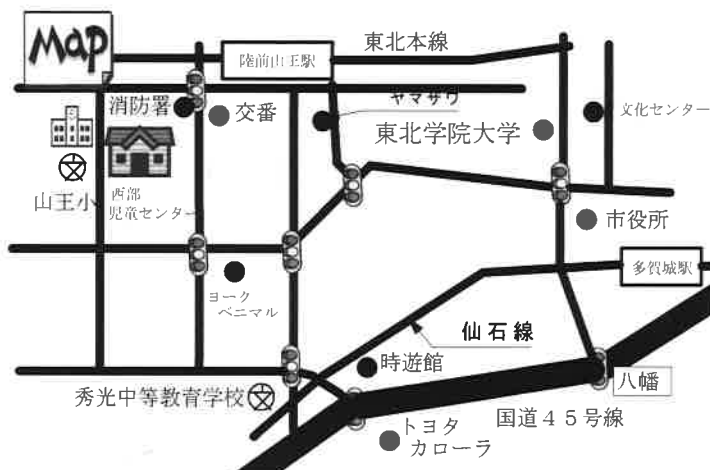 Map
東北本線
陸前山王駅
消防署
交番
ヤマザワ
文化センター
東北学院大学
山王小
西部
児童センター
市役所
多賀城駅
ヨーク
ベニマル
仙石線
時遊館
八幡
秀光中等教育学校
国道45号線
トヨタ
カローラ